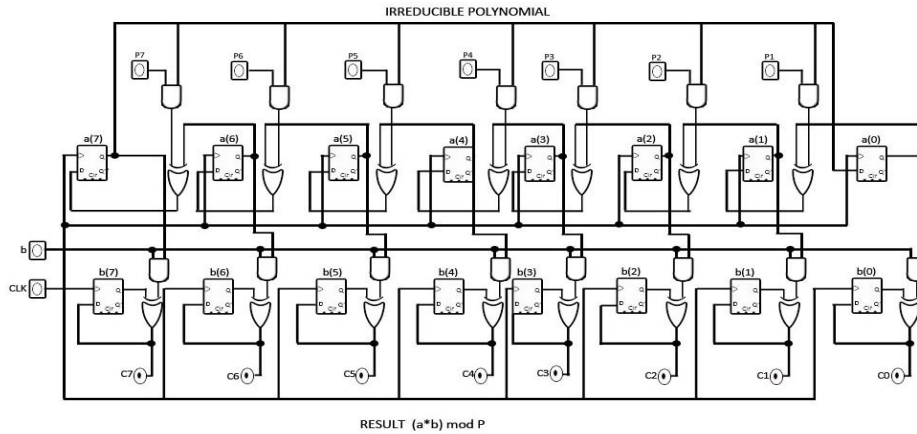 IRREDUCIBLE POLYNOMIAL
P7 P6 P5 P4 P3 P2 P1
a(7) a(6) a(5) a(4) a(3) a(2) a(1) a(0)
b
CLK
b(7) b(6) b(5) b(4) b(3) b(2) b(1) b(0)
C7 C6 C5 C4 C3 C2 C1 C0
RESULT (a*b) mod P